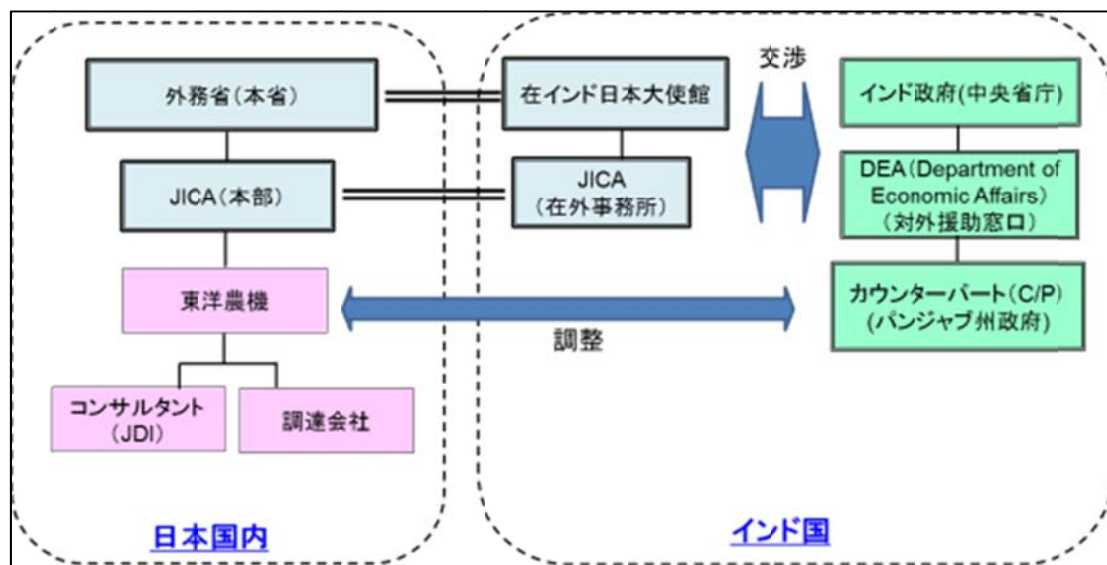 外務省(本省)
JICA(本部)
東洋農機
コンサルタント
(JDI)
調達会社
日本国内
在インド日本大使館
JICA
(在外事務所)
交渉
調整
インド政府(中央省庁)
DEA(Department of
Economic Affairs)
(対外援助窓口)
カウンターパート(C/P)
(パンジャブ州政府)
インド国